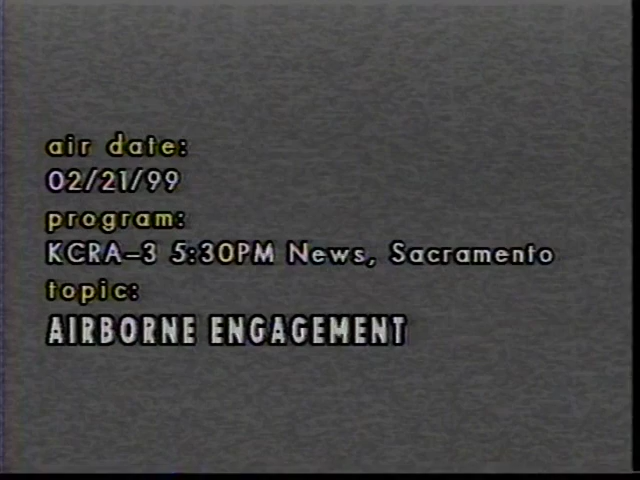 air date:
02/21/99
program:
KCRA-3 5:30PM News, Sacramento
topic:
AIRBORNE ENGAGEMENT